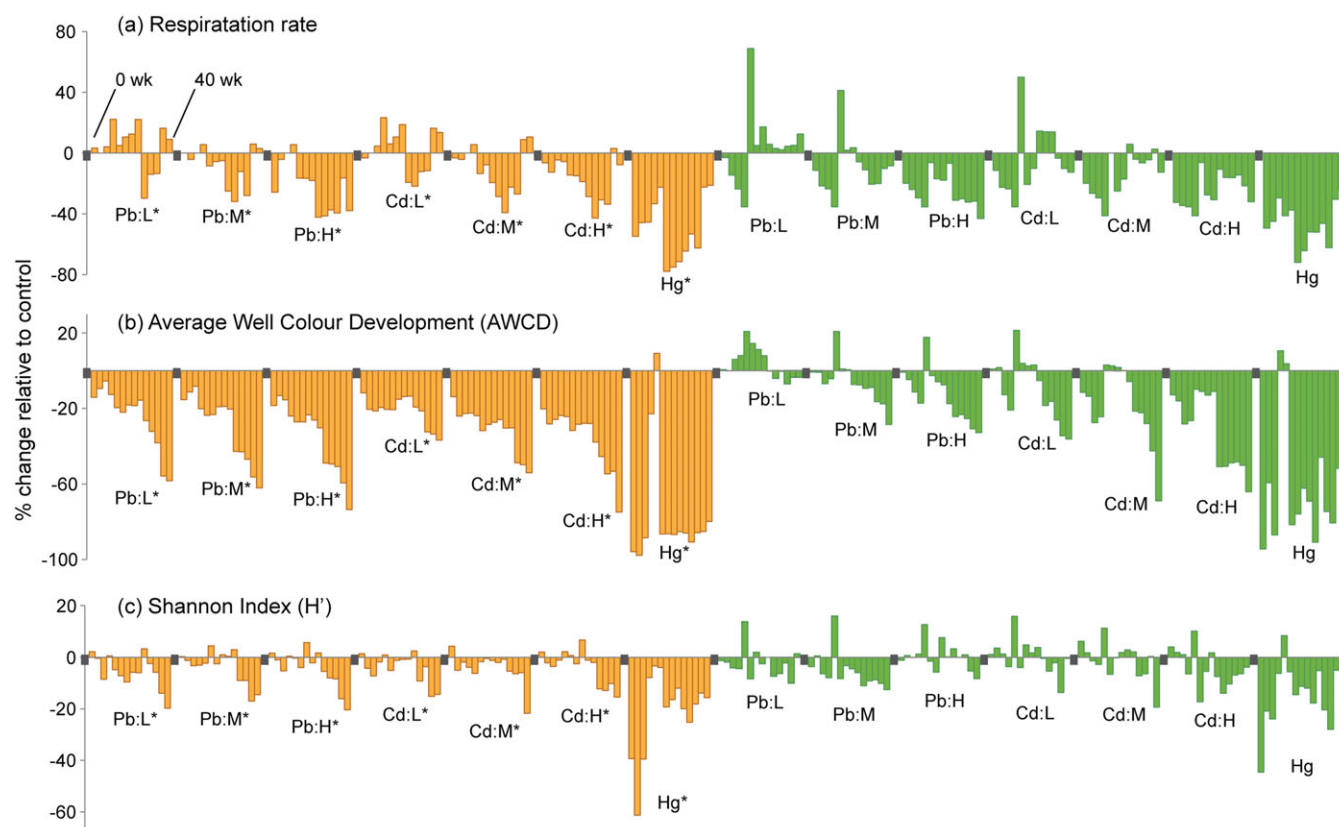 (a) Respiratation rate
80
40
0
-40
-80
0 wk
40 wk
Pb:L*
Pb:M*
Pb:H*
Cd:L*
Cd:M*
Cd:H*
Hg*
Pb:L
Pb:M
Pb:H
Cd:L
Cd:M
Cd:H
Hg
% change relative to control
(b) Average Well Colour Development (AWCD)
20
0
-20
-60
-100
Pb:L*
Pb:M*
Pb:H*
Cd:L*
Cd:M*
Cd:H*
Hg*
Pb:L
Pb:M
Pb:H
Cd:L
Cd:M
Cd:H
Hg
(c) Shannon Index (H’)
20
0
-20
-40
-60
Pb:L*
Pb:M*
Pb:H*
Cd:L*
Cd:M*
Cd:H*
Hg*
Pb:L
Pb:M
Pb:H
Cd:L
Cd:M
Cd:H
Hg